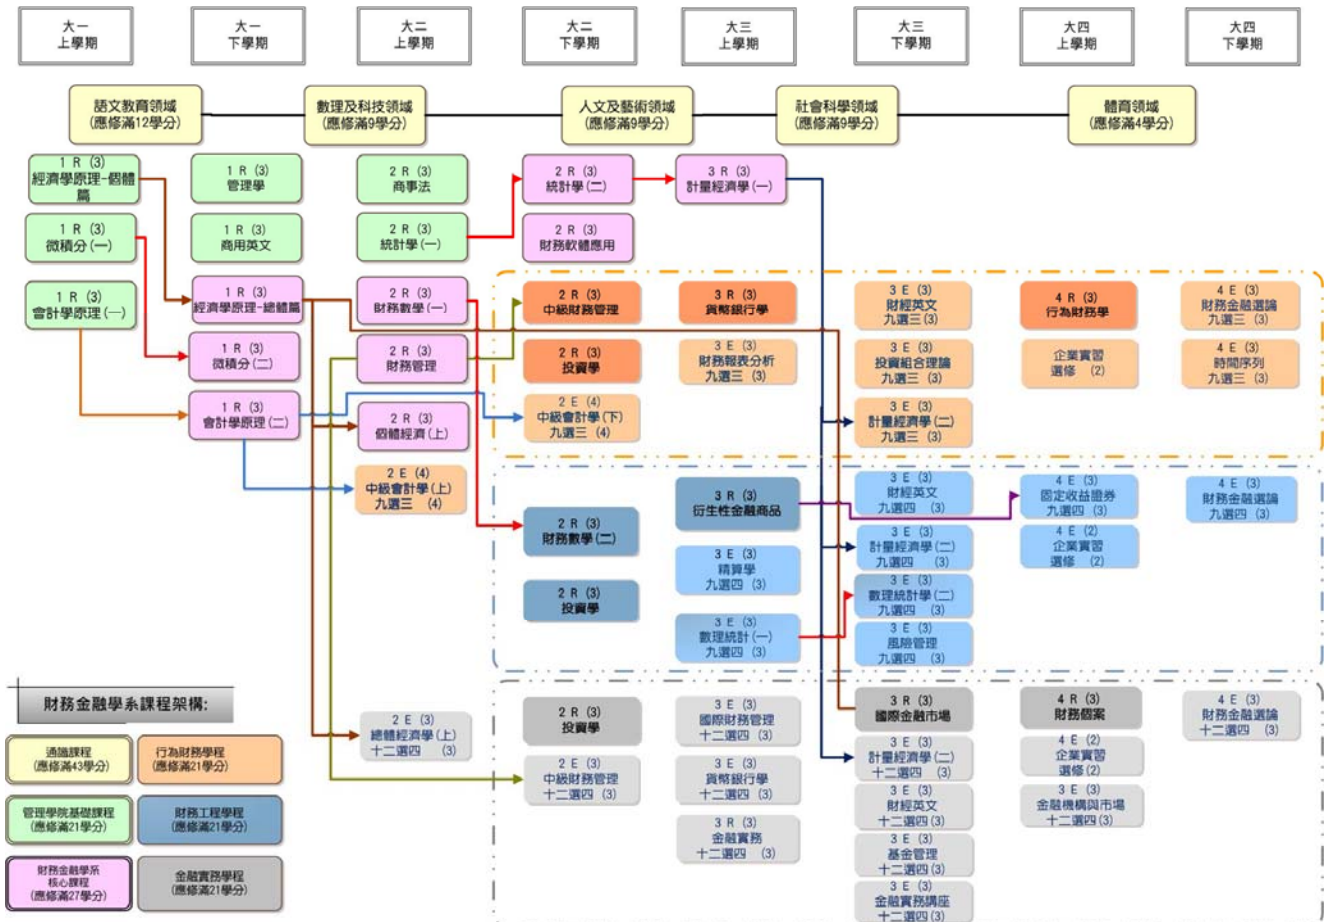 大一
上學期
大一
下學期
大二
上學期
大二
下學期
大三
上學期
大三
下學期
大四
上學期
大四
下學期
語文教育領域
(應修滿12學分)
數理及科技領域
(應修滿9學分)
人文及藝術領域
(應修滿9學分)
社會科學領域
(應修滿9學分)
體育領域
(應修滿4學分)
1 R (3)
經濟學原理-個體
篇
1 R (3)
管理學
2 R (3)
商事法
2 R (3)
統計學(二)
3 R (3)
計量經濟學(一)
1 R (3)
微積分(一)
1 R (3)
商用英文
2 R (3)
統計學(一)
2 R (3)
財務軟體應用
1 R (3)
會計學原理(一)
1 R (3)
經濟學原理-總體篇
2 R (3)
財務數學(一)
2 R (3)
中級財務管理
3 R (3)
貨幣銀行學
3 E (3)
財經英文
九選三 (3)
4 R (3)
行為財務學
4 E (3)
財務金融選論
九選三 (3)
1 R (3)
微積分(二)
2 R (3)
財務管理
2 R (3)
投資學
3 E (3)
財務報表分析
九選三 (3)
3 E (3)
投資組合理論
九選三 (3)
企業實習
選修 (2)
4 E (3)
時間序列
九選三 (3)
1 R (3)
會計學原理(二)
2 R (3)
個體經濟(上)
2 E (4)
中級會計學(下)
九選三 (4)
3 E (3)
計量經濟學(二)
九選三 (3)
2 E (4)
中級會計學(上)
九選三 (4)
3 R (3)
衍生性金融商品
3 E (3)
財經英文
九選四 (3)
4 E (3)
固定收益證券
九選四 (3)
4 E (3)
財務金融選論
九選四 (3)
2 R (3)
財務數學(二)
3 E (3)
精算學
九選四 (3)
3 E (3)
計量經濟學(二)
九選四 (3)
4 E (2)
企業實習
選修 (2)
2 R (3)
投資學
3 E (3)
數理統計(一)
九選四 (3)
3 E (3)
數理統計學(二)
九選四 (3)
3 E (3)
風險管理
九選四 (3)
財務金融學系課程架構:
2 E (3)
總體經濟學(上)
十二選四 (3)
2 R (3)
投資學
3 E (3)
國際財務管理
十二選四 (3)
3 R (3)
國際金融市場
4 R (3)
財務個案
4 E (3)
財務金融選論
十二選四 (3)
2 E (3)
中級財務管理
十二選四 (3)
3 E (3)
貨幣銀行學
十二選四 (3)
3 E (3)
計量經濟學(二)
十二選四 (3)
4 E (2)
企業實習
選修(2)
3 R (3)
金融實務
十二選四 (3)
3 E (3)
財經英文
十二選四(3)
3 E (3)
金融機構與市場
十二選四(3)
3 E (3)
基金管理
十二選四(3)
3 E (3)
金融實務講座
十二選四(3)
通識課程
(應修滿43學分)
行為財務學程
(應修滿21學分)
管理學院基礎課程
(應修滿21學分)
財務工程學程
(應修滿21學分)
財務金融學系
核心課程
(應修滿27學分)
金融實務學程
(應修滿21學分)